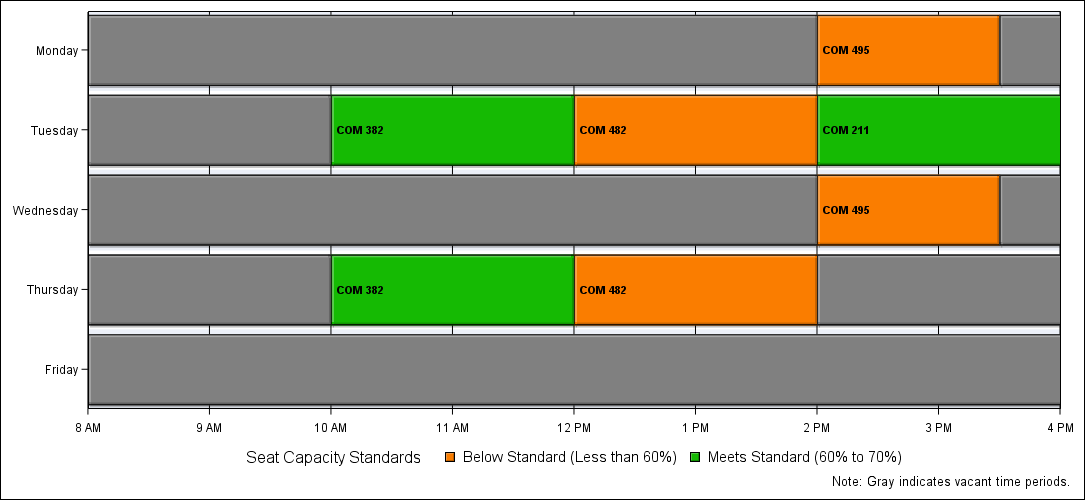 Monday
COM 495
Tuesday
COM 382
COM 482
COM 211
Wednesday
COM 495
Thursday
COM 382
COM 482
Friday
8 AM 9 AM 10 AM 11 AM 12 PM 1 PM 2 PM 3 PM 4 PM
Seat Capacity Standards Below Standard (Less than 60%) Meets Standard (60% to 70%)
Note: Gray indicates vacant time periods.